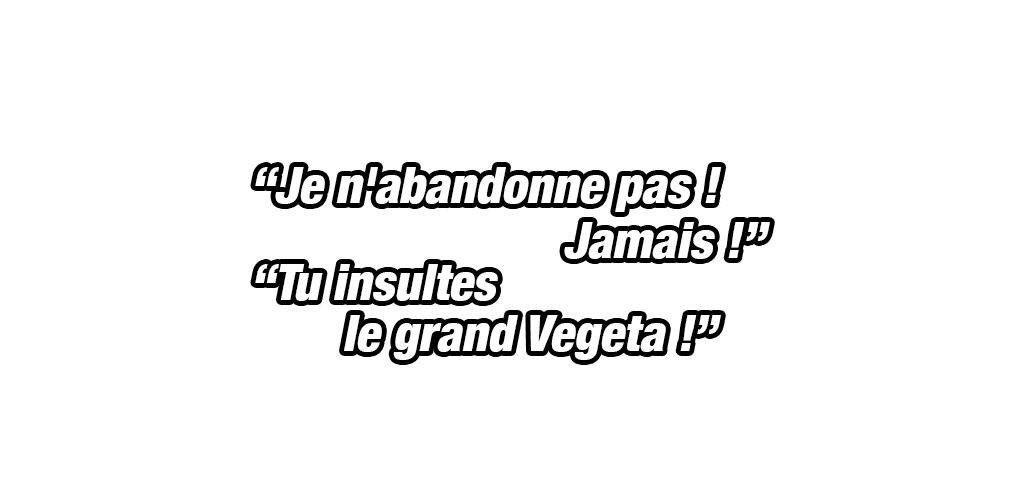 “Je n'abandonne pas !
Jamais !”
“Tu insultes
le grand Vegeta !”